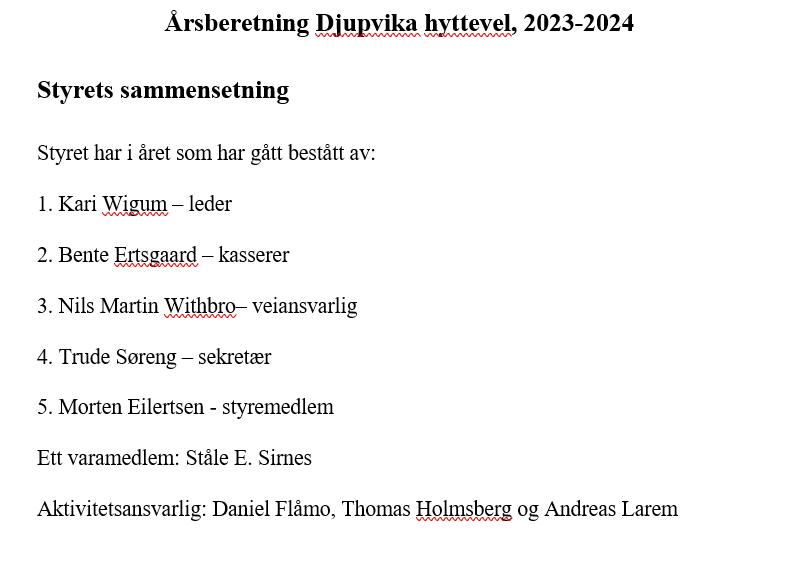 Årsberetning Djupvika hyttevel, 2023-2024
Styrets sammensetning
Styret har i året som har gått bestått av:
1. Kari Wigum – leder
2. Bente Ertsgaard – kasserer
3. Nils Martin Withbro– veiansvarlig
4. Trude Søreng – sekretær
5. Morten Eilertsen - styremedlem
Ett varamedlem: Ståle E. Sirnes
Aktivitetsansvarlig: Daniel Flåmo, Thomas Holmsberg og Andreas Larem